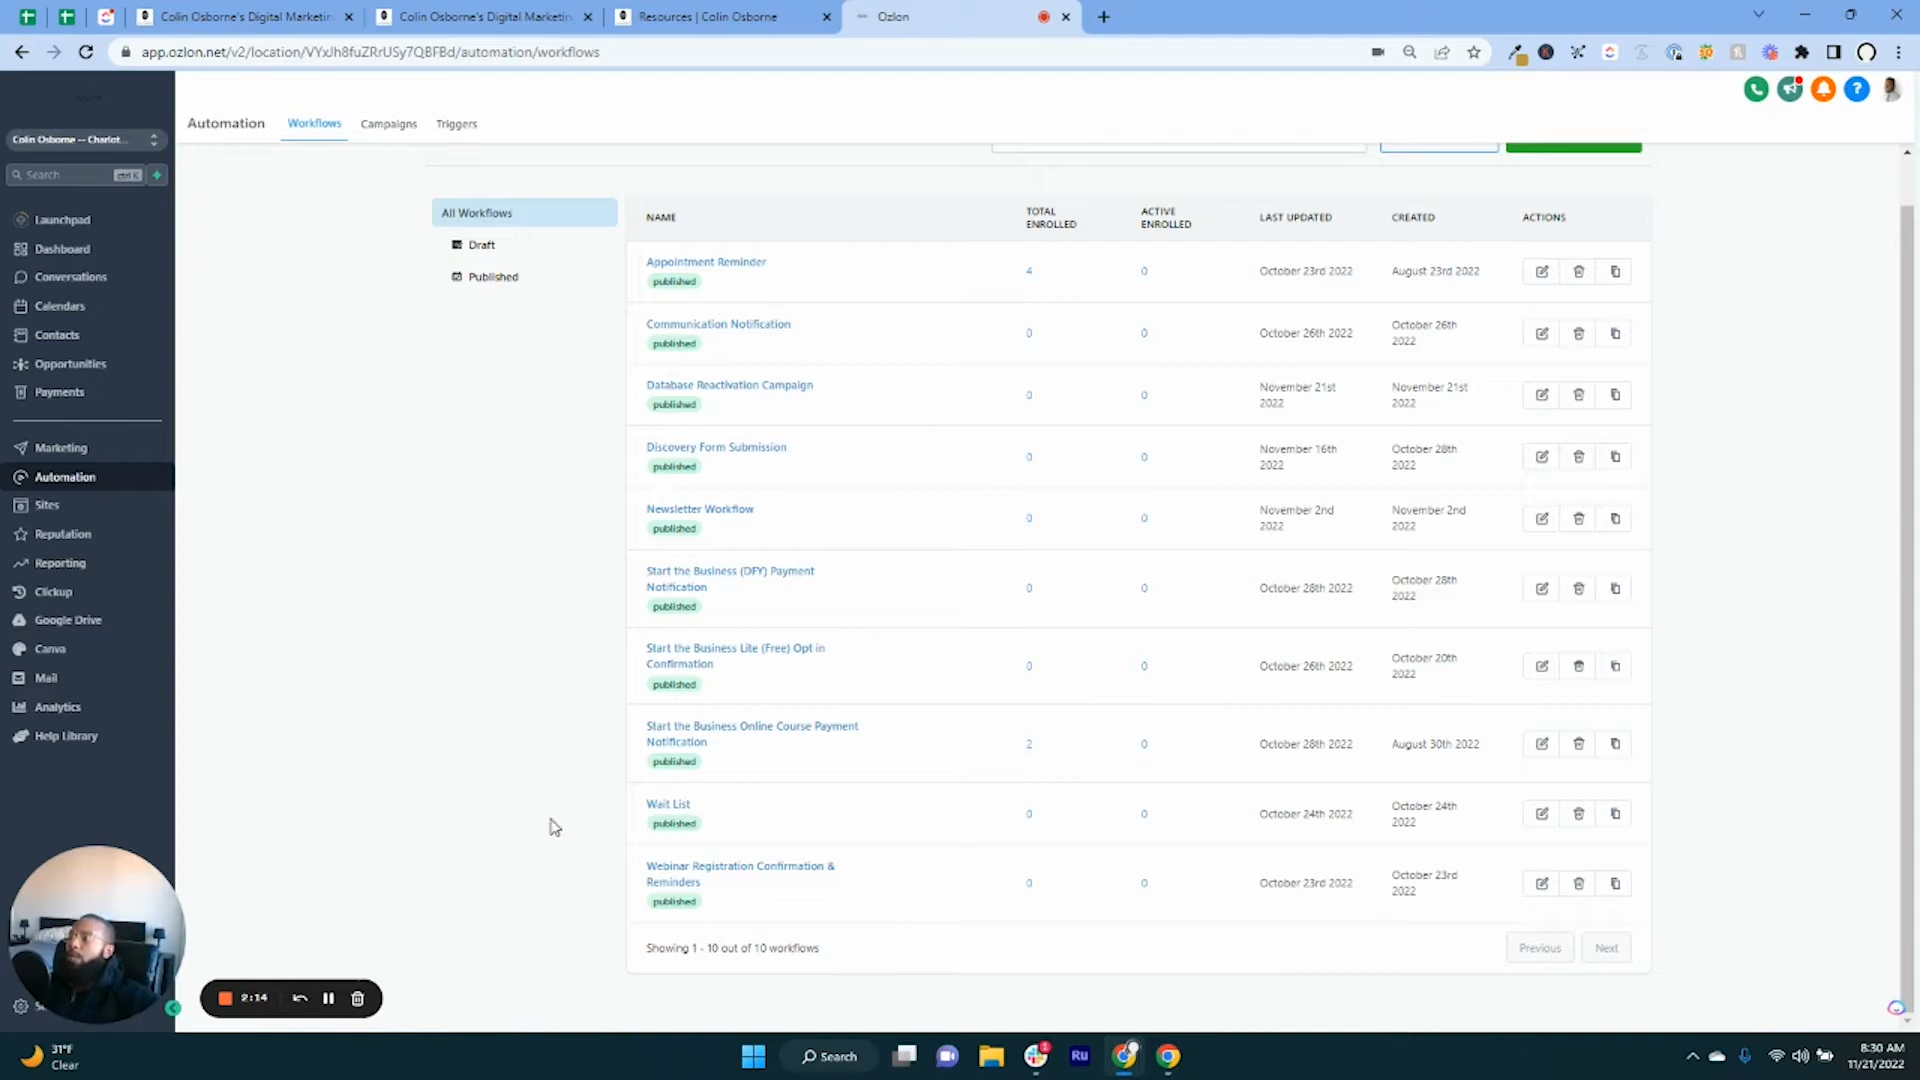 Colin Osborne's Digital Marketin
Colin Osborne's Digital Marketin
Resources | Colin Osborne
Ozlon
app.ozlon.net/v2/location/VYxJh8fuZRrUSy7QBFBd/automation/workflows
Colin Osborne -- Charlot...
Search
ctrl K
Launchpad
Dashboard
Conversations
Calendars
Contacts
Opportunities
Payments
Marketing
Automation
Sites
Reputation
Reporting
Clickup
Google Drive
Canva
Mail
Analytics
Help Library
Automation
Workflows
Campaigns
Triggers
All Workflows
Draft
Published
NAME
TOTAL
ENROLLED
ACTIVE
ENROLLED
LAST UPDATED
CREATED
ACTIONS
Appointment Reminder
published
4
0
October 23rd 2022
August 23rd 2022
Communication Notification
published
0
0
October 26th 2022
October 26th
2022
Database Reactivation Campaign
published
0
0
November 21st
2022
November 21st
2022
Discovery Form Submission
published
0
0
November 16th
2022
October 28th
2022
Newsletter Workflow
published
0
0
November 2nd
2022
November 2nd
2022
Start the Business (DFY) Payment
Notification
published
0
0
October 28th 2022
October 28th
2022
Start the Business Lite (Free) Opt in
Confirmation
published
0
0
October 26th 2022
October 20th
2022
Start the Business Online Course Payment
Notification
published
2
0
October 28th 2022
August 30th 2022
Wait List
published
0
0
October 24th 2022
October 24th
2022
Webinar Registration Confirmation &
Reminders
published
0
0
October 23rd 2022
October 23rd
2022
Showing 1 - 10 out of 10 workflows
Previous
Next
2:14
31°F
Clear
Search
Ru
8:30 AM
11/21/2022